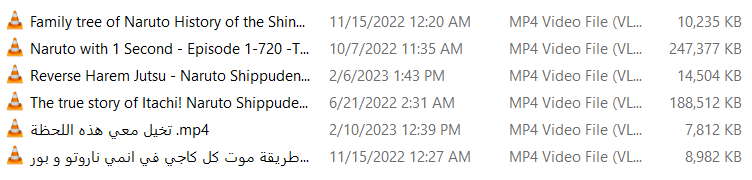 Family tree of Naruto History of the Shin... 11/15/2022 12:20 AM MP4 Video File (VL... 10,235 KB
Naruto with 1 Second - Episode 1-720 -T... 10/7/2022 11:35 AM MP4 Video File (VL... 247,377 KB
Reverse Harem Jutsu - Naruto Shippuden... 2/6/2023 1:43 PM MP4 Video File (VL... 14,504 KB
The true story of Itachi! Naruto Shippude... 6/21/2022 2:31 AM MP4 Video File (VL... 188,512 KB
تخيل معي هذه اللحظة .mp4 2/10/2023 12:39 PM MP4 Video File (VL... 7,812 KB
طريقة موت كل كاجي في انمي ناروتو و بور... 11/15/2022 12:27 AM MP4 Video File (VL... 8,982 KB